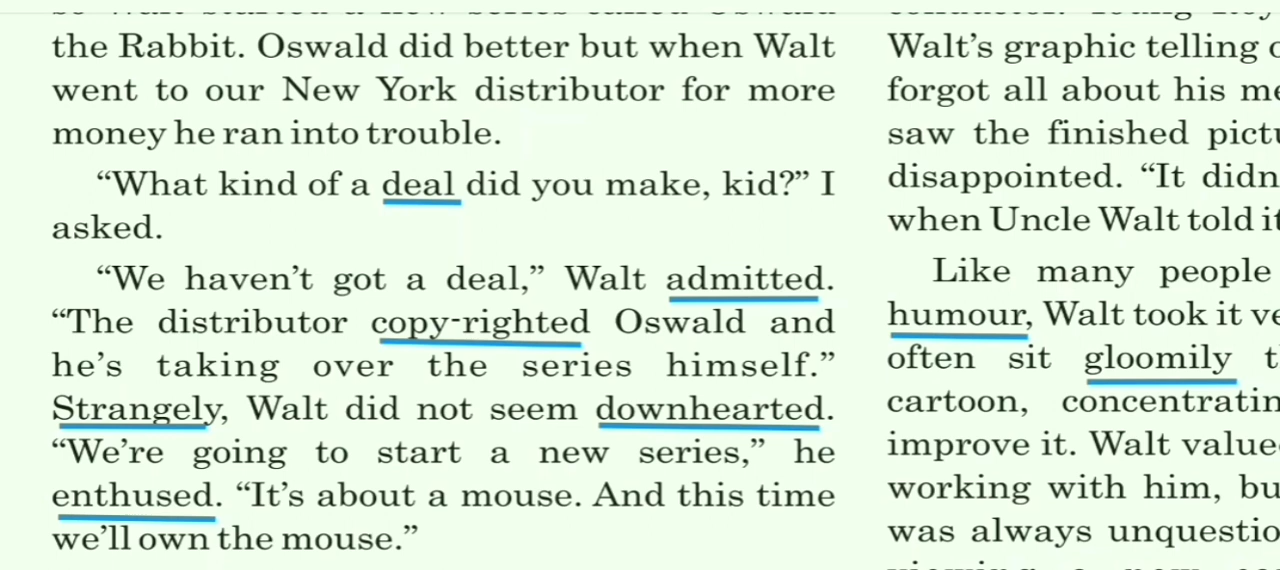 the Rabbit. Oswald did better but when Walt
went to our New York distributor for more
money he ran into trouble.
“What kind of a deal did you make, kid?” I
asked.
“We haven’t got a deal,” Walt admitted.
“The distributor copy-righted Oswald and
he’s taking over the series himself.”
Strangely, Walt did not seem downhearted.
“We’re going to start a new series,” he
enthused. “It’s about a mouse. And this time
we’ll own the mouse.”
Walt’s graphic telling
forgot all about his
saw the finished
disappointed. “It
when Uncle Walt told
Like many people
humour, Walt took it
often sit gloomily
cartoon,
improve it. Walt
working with him,
was always